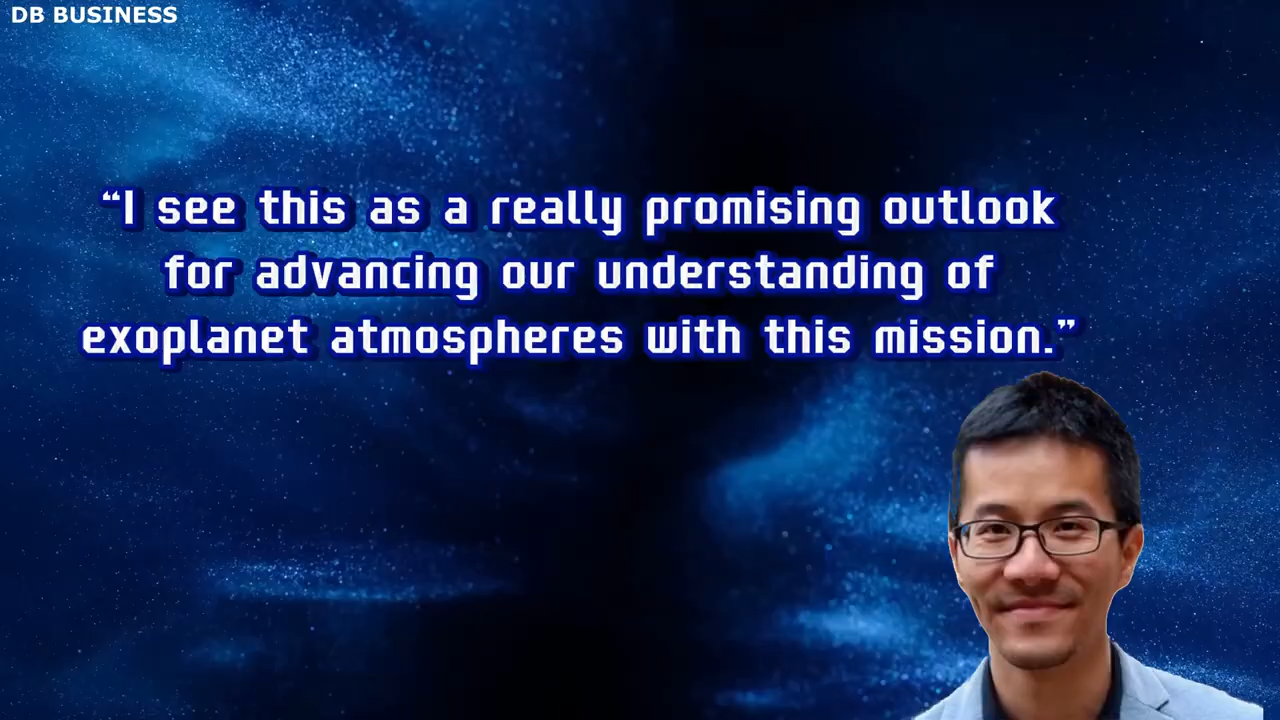 DB BUSINESS
“I see this as a really promising outlook
for advancing our understanding of
exoplanet atmospheres with this mission.”